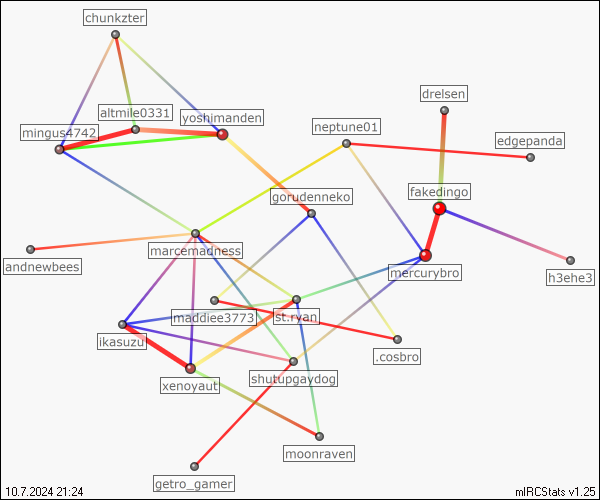 chunkzter
drelsen
altmile0331
yoshimanden
mingus4742
neptune01
edgepanda
fakedingo
gorudenneko
marcemadness
andnewbees
mercurybro
h3ehe3
maddiee3773
st.ryan
ikasuzu
.cosbro
xenoyaut
shutupgaydog
moonraven
getro_gamer
10.7.2024 21:24
mIRCStats v1.25